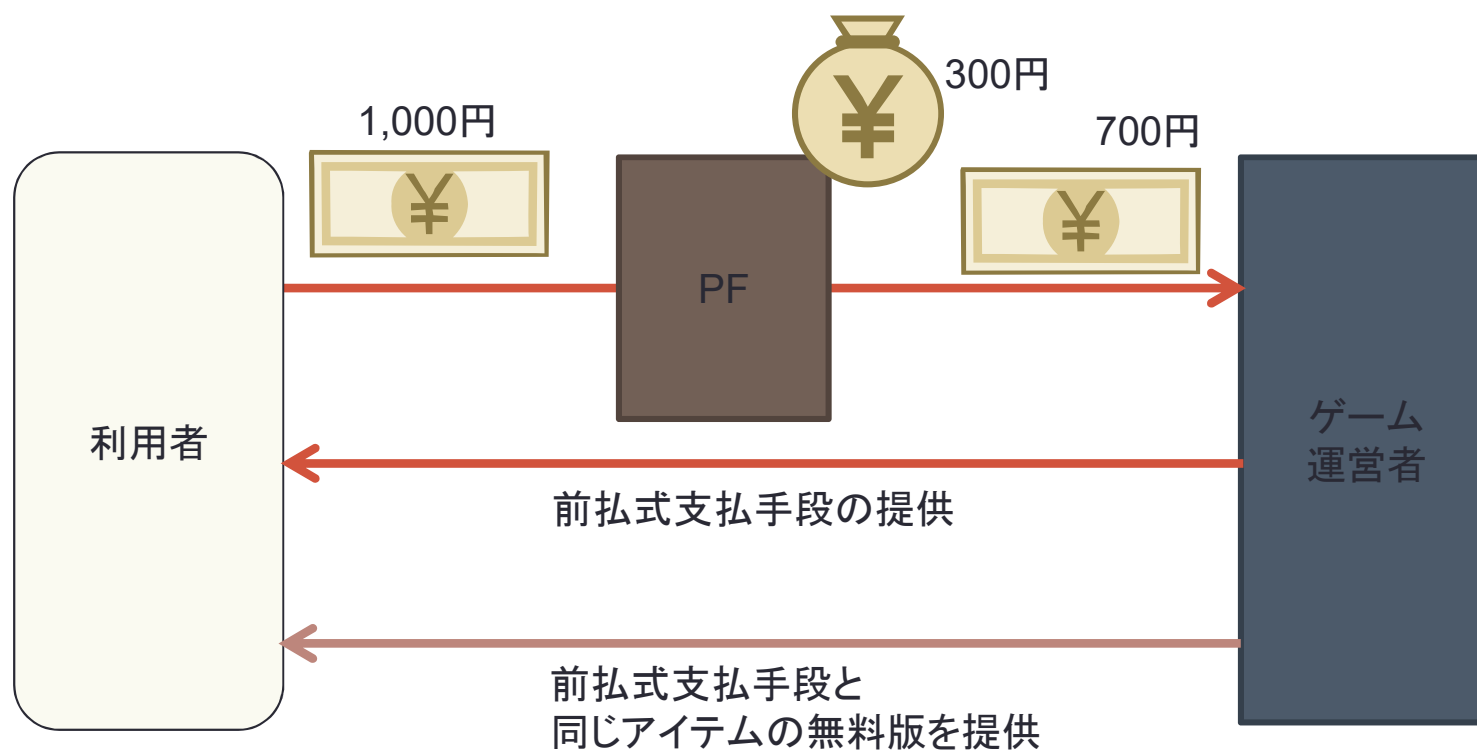 300円
1,000円
700円
¥
¥
¥
PF
利用者
ゲーム
運営者
前払式支払手段の提供
前払式支払手段と
同じアイテムの無料版を提供